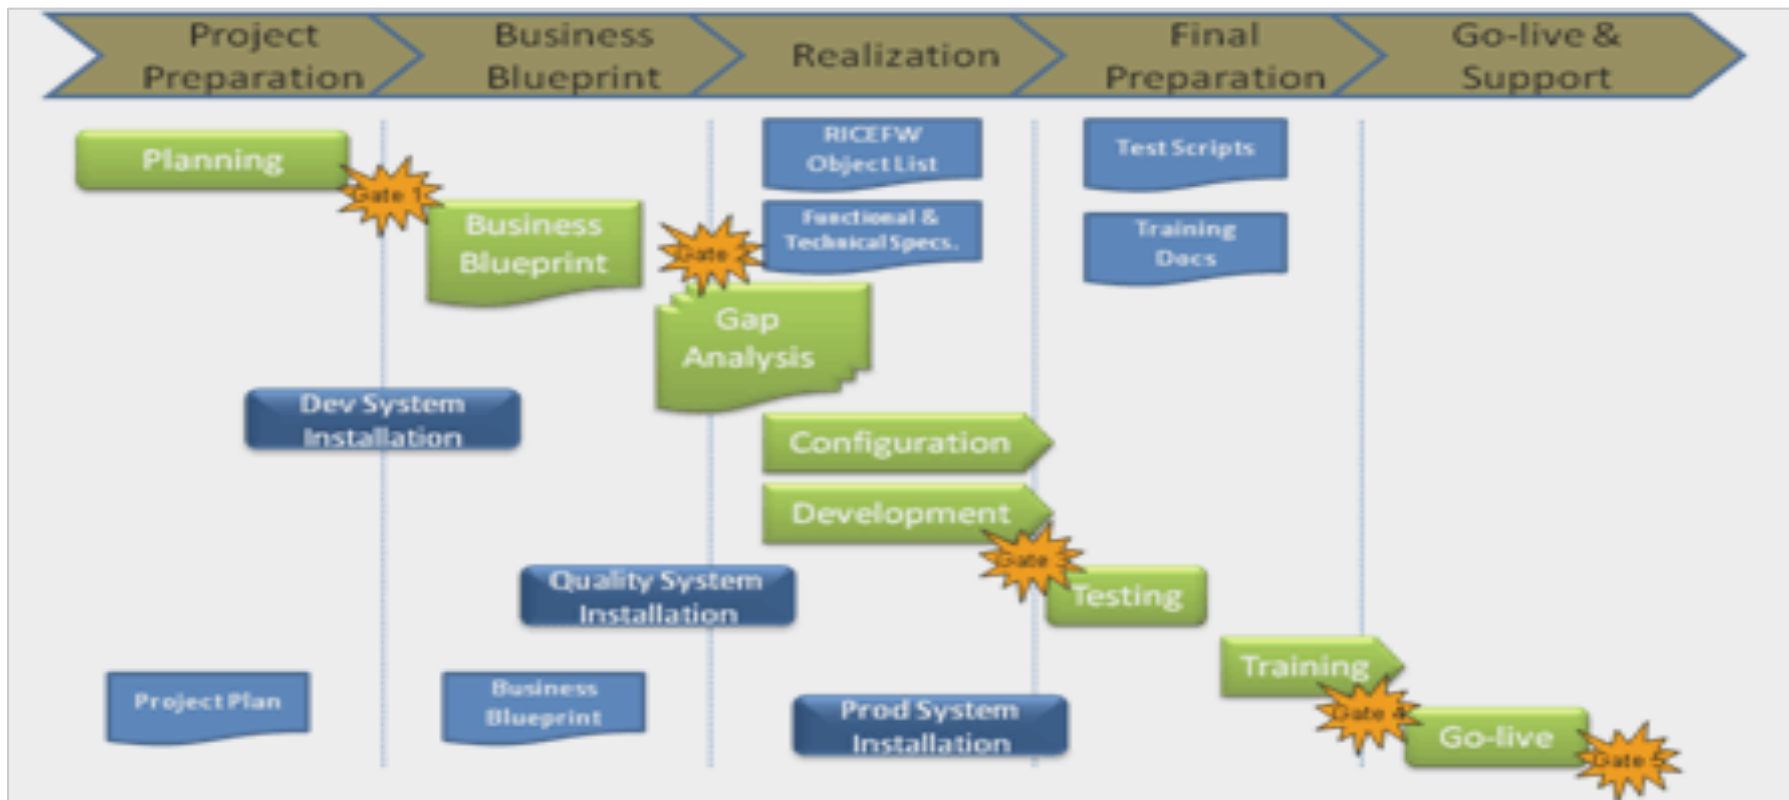 Project
Preparation
Business
Blueprint
Realization
Final
Preparation
Go-live &
Support
Planning
Gate 1
Business
Blueprint
Gate 2
RICEFW
Object List
Functional &
Technical Specs.
Test Scripts
Training
Docs
Gap
Analysis
Dev System
Installation
Configuration
Development
Gate 3
Quality System
Installation
Testing
Training
Gate 4
Project Plan
Business
Blueprint
Prod System
Installation
Go-live
Gate 5